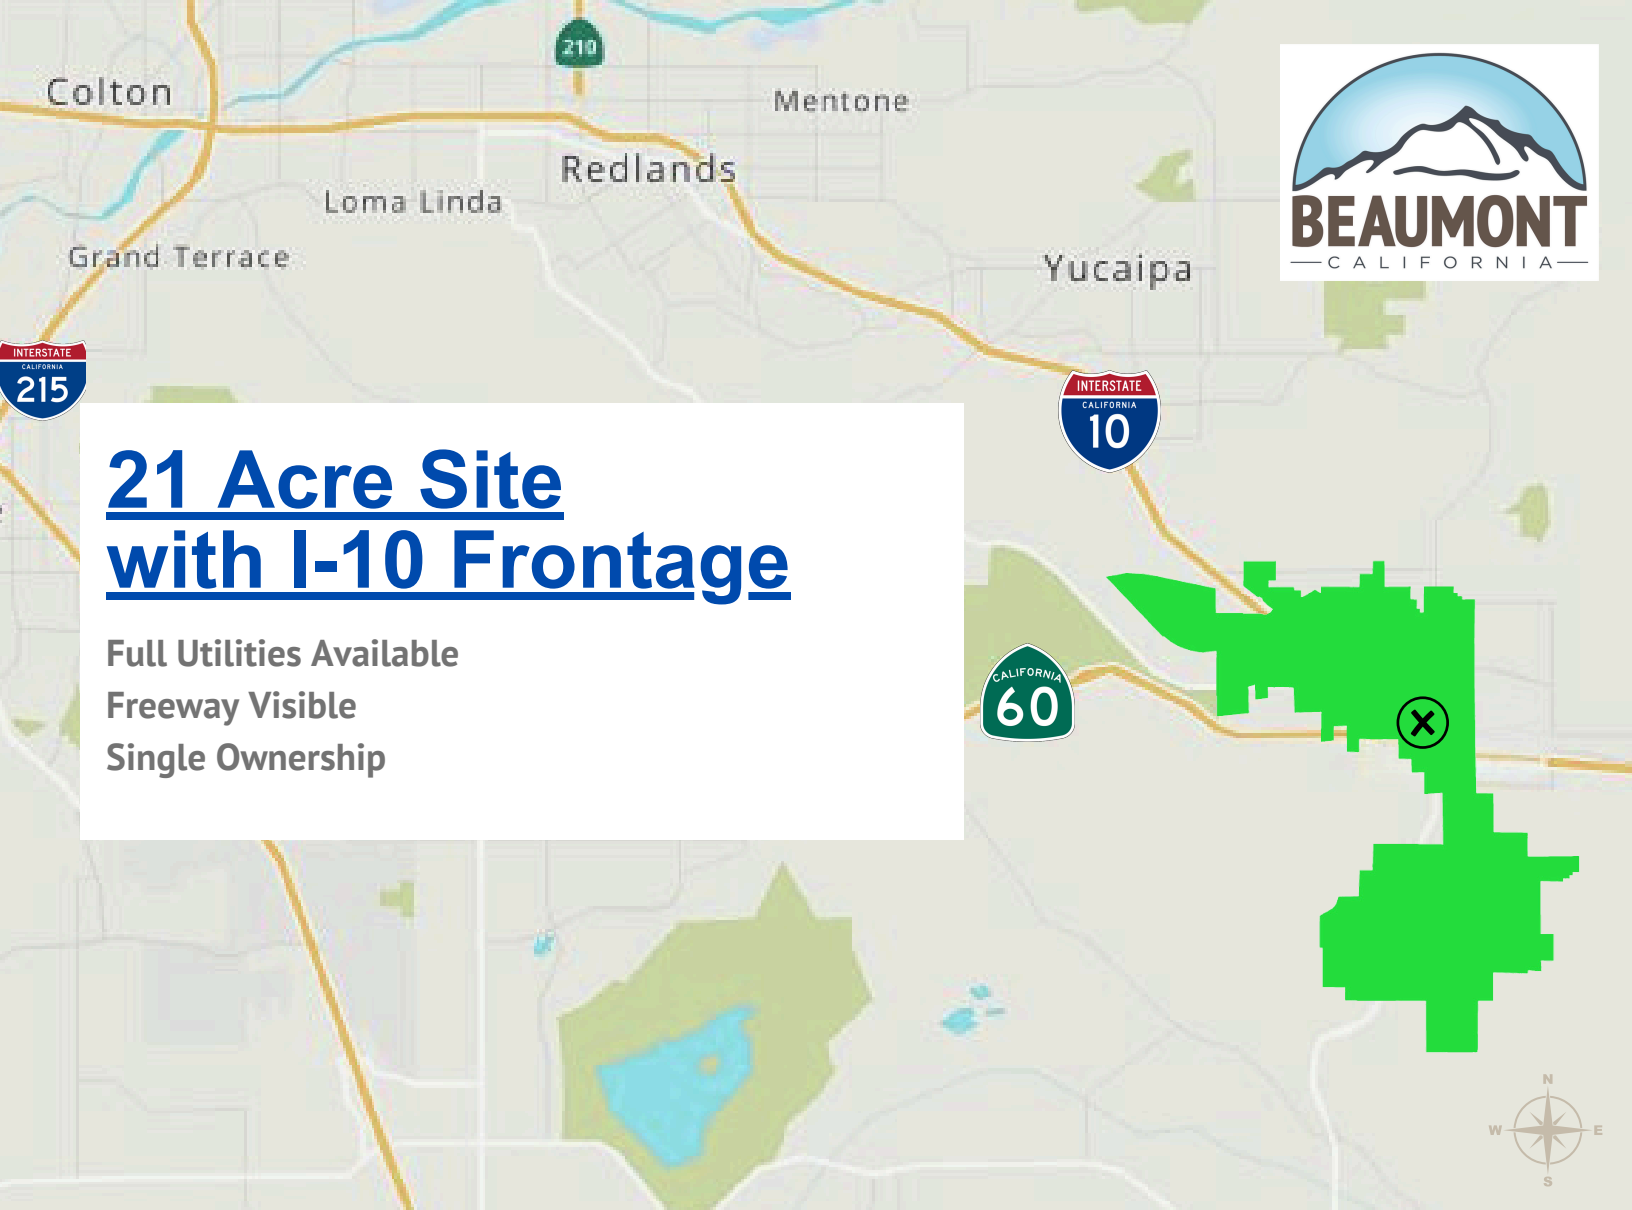 210
Colton
Mentone
Redlands
Loma Linda
Grand Terrace
Yucaipa
BEAUMONT
CALIFORNIA
INTERSTATE
CALIFORNIA
215
INTERSTATE
CALIFORNIA
10
21 Acre Site
with I-10 Frontage
Full Utilities Available
Freeway Visible
Single Ownership
CALIFORNIA
60
X
N
W E
S